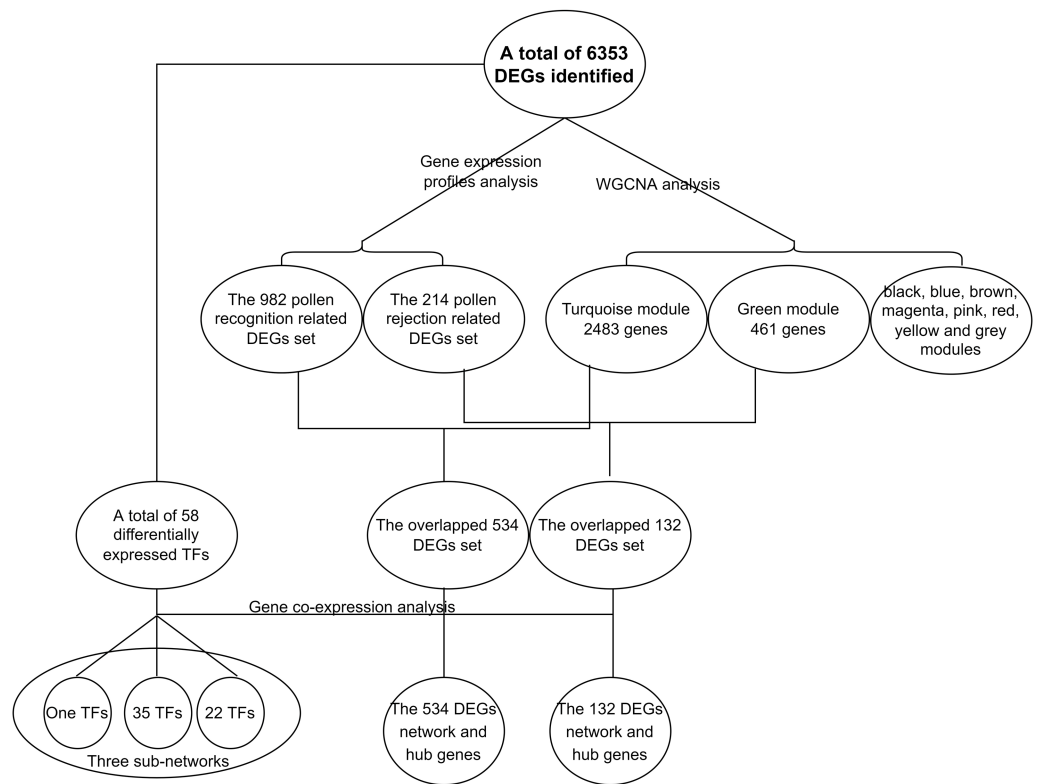 A total of 6353
DEGs identified
Gene expression
profiles analysis
WGCNA analysis
The 982 pollen
recognition related
DEGs set
The 214 pollen
rejection related
DEGs set
Turquoise module
2483 genes
Green module
461 genes
black, blue, brown,
magenta, pink, red,
yellow and grey
modules
A total of 58
differentially
expressed TFs
The overlapped 534
DEGs set
The overlapped 132
DEGs set
Gene co-expression analysis
One TFs
35 TFs
22 TFs
Three sub-networks
The 534 DEGs
network and
hub genes
The 132 DEGs
network and
hub genes